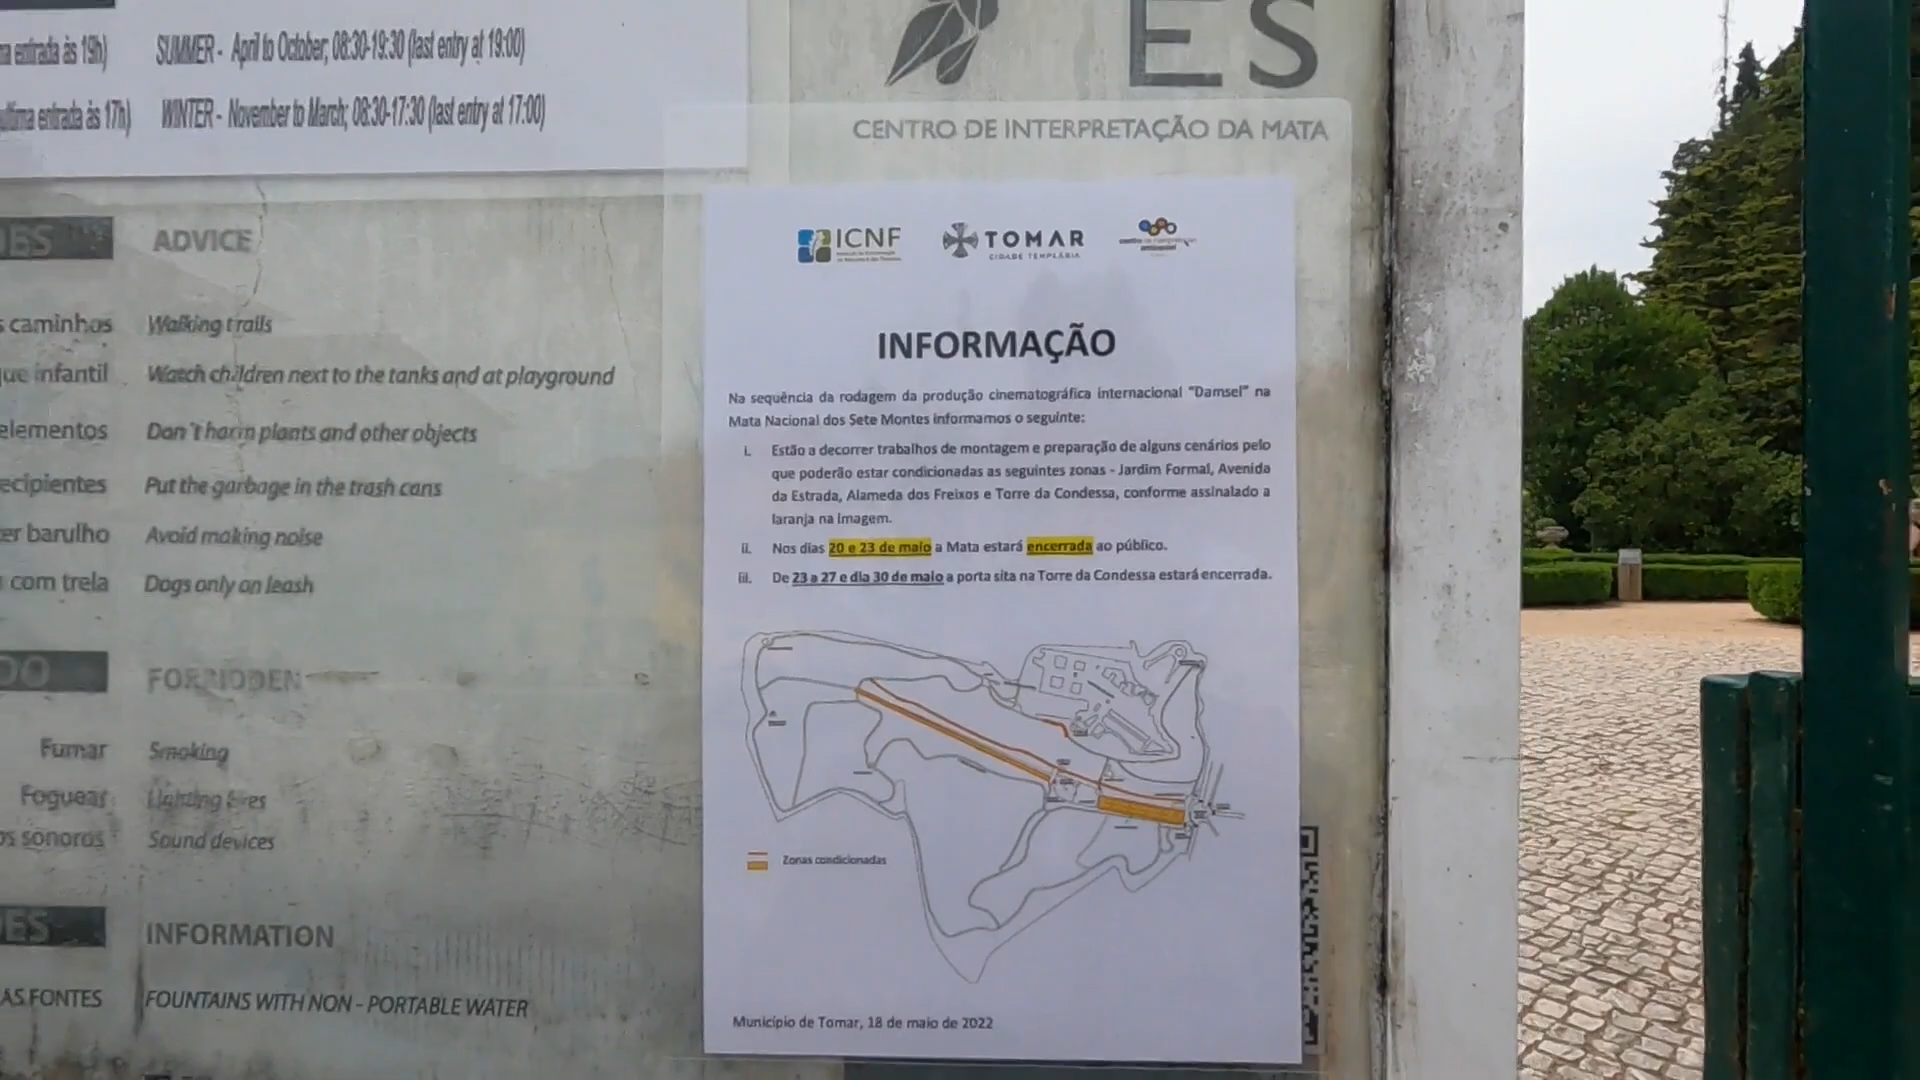 a entrada às 19h)
SUMMER - April to October; 08:30-19:30 (last entry at 19:00)
última entrada às 17h)
WINTER - November to March; 08:30-17:30 (last entry at 17:00)
ÕES
ADVICE
s caminhos
Walking trails
que infantil
Watch children next to the tanks and at playground
elementos
Don't harm plants and other objects
ecipientes
Put the garbage in the trash cans
er barulho
Avoid making noise
com trela
Dogs only on leash
DO
FORBIDDEN
Fumar
Smoking
Foguear
Lighting fires
os sonoros
Sound devices
ÕES
INFORMATION
AS FONTES
FOUNTAINS WITH NON - PORTABLE WATER
ES
CENTRO DE INTERPRETAÇÃO DA MATA
ICNF
TOMAR
CIDADE TEMPLÁRIA
INFORMAÇÃO
Na sequência da rodagem da produção cinematográfica internacional "Damsel" na
Mata Nacional dos Sete Montes informamos o seguinte:
i. Estão a decorrer trabalhos de montagem e preparação de alguns cenários pelo
que poderão estar condicionadas as seguintes zonas - Jardim Formal, Avenida
da Estrada, Alameda dos Freixos e Torre da Condessa, conforme assinalado a
laranja na imagem.
ii. Nos dias 20 e 23 de maio a Mata estará encerrada ao público.
iii. De 23 a 27 e dia 30 de maio a porta sita na Torre da Condessa estará encerrada.
Zonas condicionadas
Município de Tomar, 18 de maio de 2022